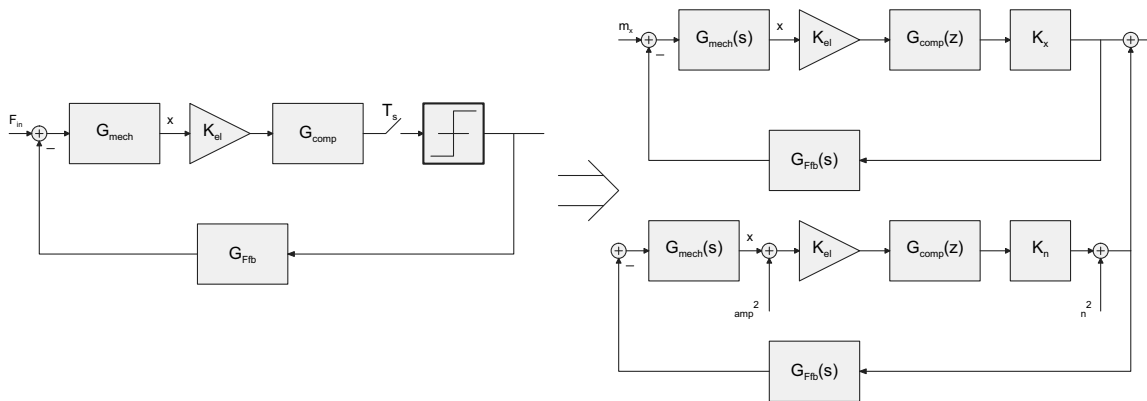 F_in
G_mech
x
K_el
G_comp
T_s
G_Ffb
m_x
G_mech(s)
x
K_el
G_comp(z)
K_x
G_Ffb(s)
G_mech(s)
x
K_el
G_comp(z)
K_n
amp^2
n^2
G_Ffb(s)